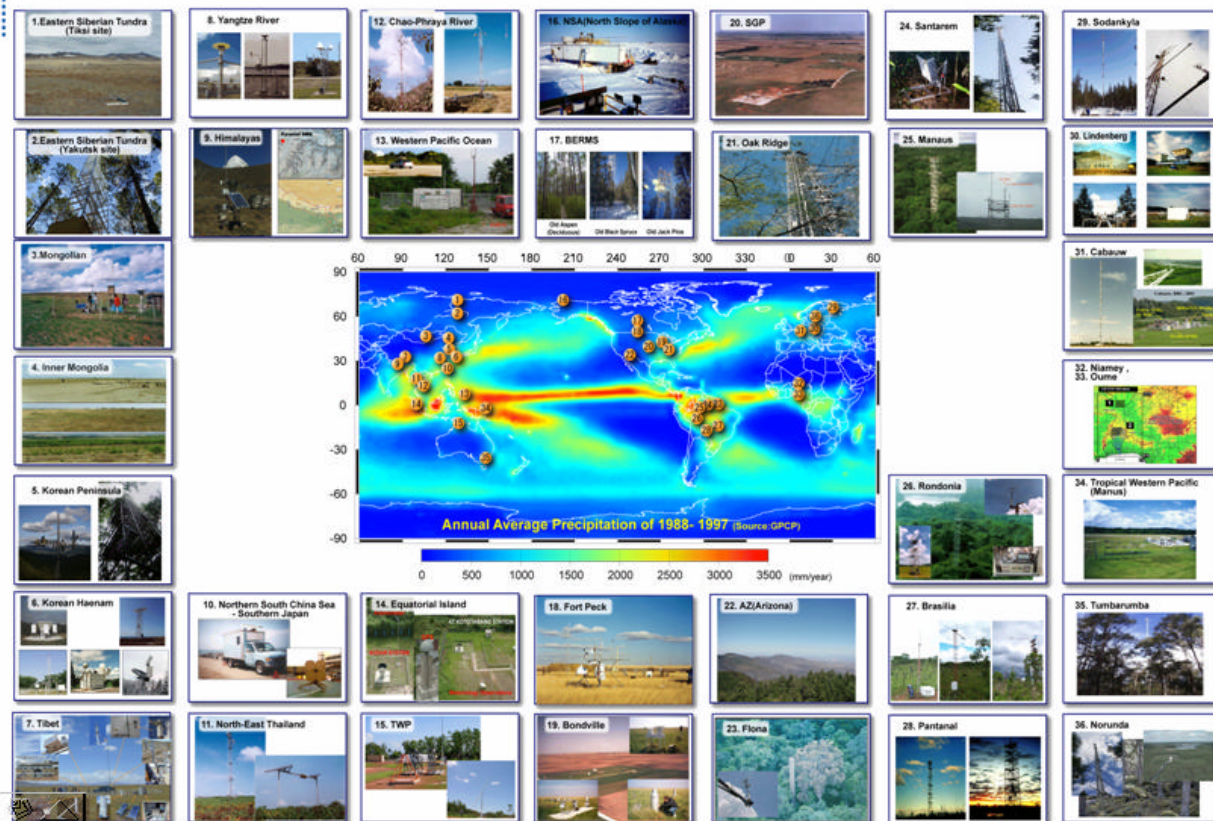 1.Eastern Siberian Tundra
(Tiksi site)
8. Yangtze River
12. Chao-Phraya River
16. NSA(North Slope of Alaska)
20. SGP
24. Santarem
29. Sodankyla
2.Eastern Siberian Tundra
(Yakutsk site)
9. Himalayas
13. Western Pacific Ocean
17. BERMS
Old Aspen
(Deciduous)
Old Black Spruce
Old Jack Pine
21. Oak Ridge
25. Manaus
30. Lindenberg
3.Mongolian
31. Cabauw
4. Inner Mongolia
32. Niamey ,
33. Oume
60 90 120 150 180 210 240 270 300 330 0 30 60
90
60
30
0
-30
-60
-90
Annual Average Precipitation of 1988- 1997 (Source:GPCP)
0 500 1000 1500 2000 2500 3000 3500 (mm/year)
5. Korean Peninsula
26. Rondonia
34. Tropical Western Pacific
(Manus)
6. Korean Haenam
10. Northern South China Sea
- Southern Japan
14. Equatorial Island
18. Fort Peck
22. AZ(Arizona)
27. Brasilia
35. Tumbarumba
7. Tibet
11. North-East Thailand
15. TWP
19. Bondville
23. Flona
28. Pantanal
36. Norunda